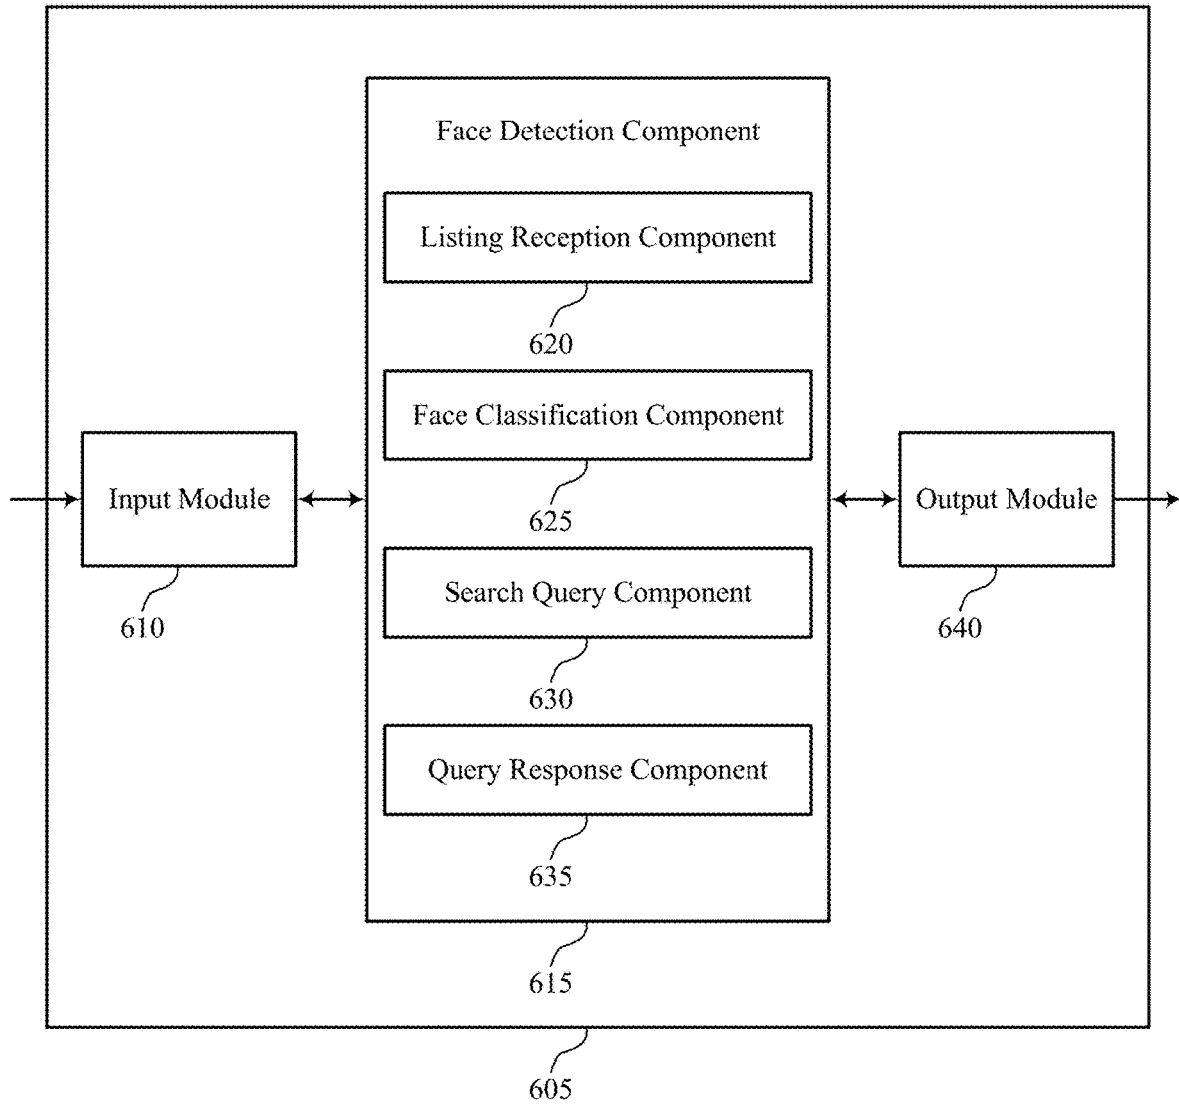 Face Detection Component
Listing Reception Component
620
Face Classification Component
625
Input Module
610
Output Module
640
Search Query Component
630
Query Response Component
635
615
605